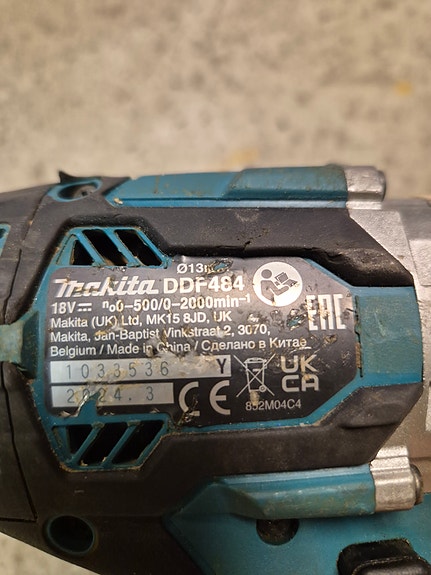 Ø13
makita DDF484
18V⎓ n₀0-500/0-2000min⁻¹
Makita (UK) Ltd, MK15 8JD, UK
Makita, Jan-Baptist Vinkstraat 2, 3070,
Belgium / Made in China / Сделано в Китае
1033536 Y
2024.3
CE
UK
CA
EAC
852M04C4